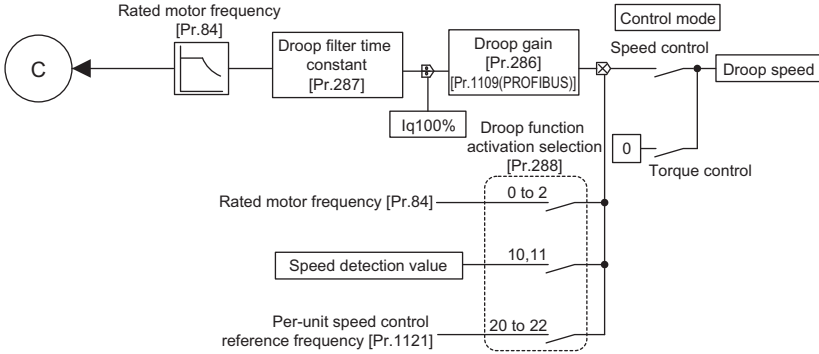 Rated motor frequency
[Pr.84]
C
Droop filter time
constant
[Pr.287]
Iq100%
Droop gain
[Pr.286]
[Pr.1109(PROFIBUS)]
Control mode
Speed control
Droop speed
0
Torque control
Droop function
activation selection
[Pr.288]
Rated motor frequency [Pr.84]
0 to 2
Speed detection value
10,11
Per-unit speed control
reference frequency [Pr.1121]
20 to 22